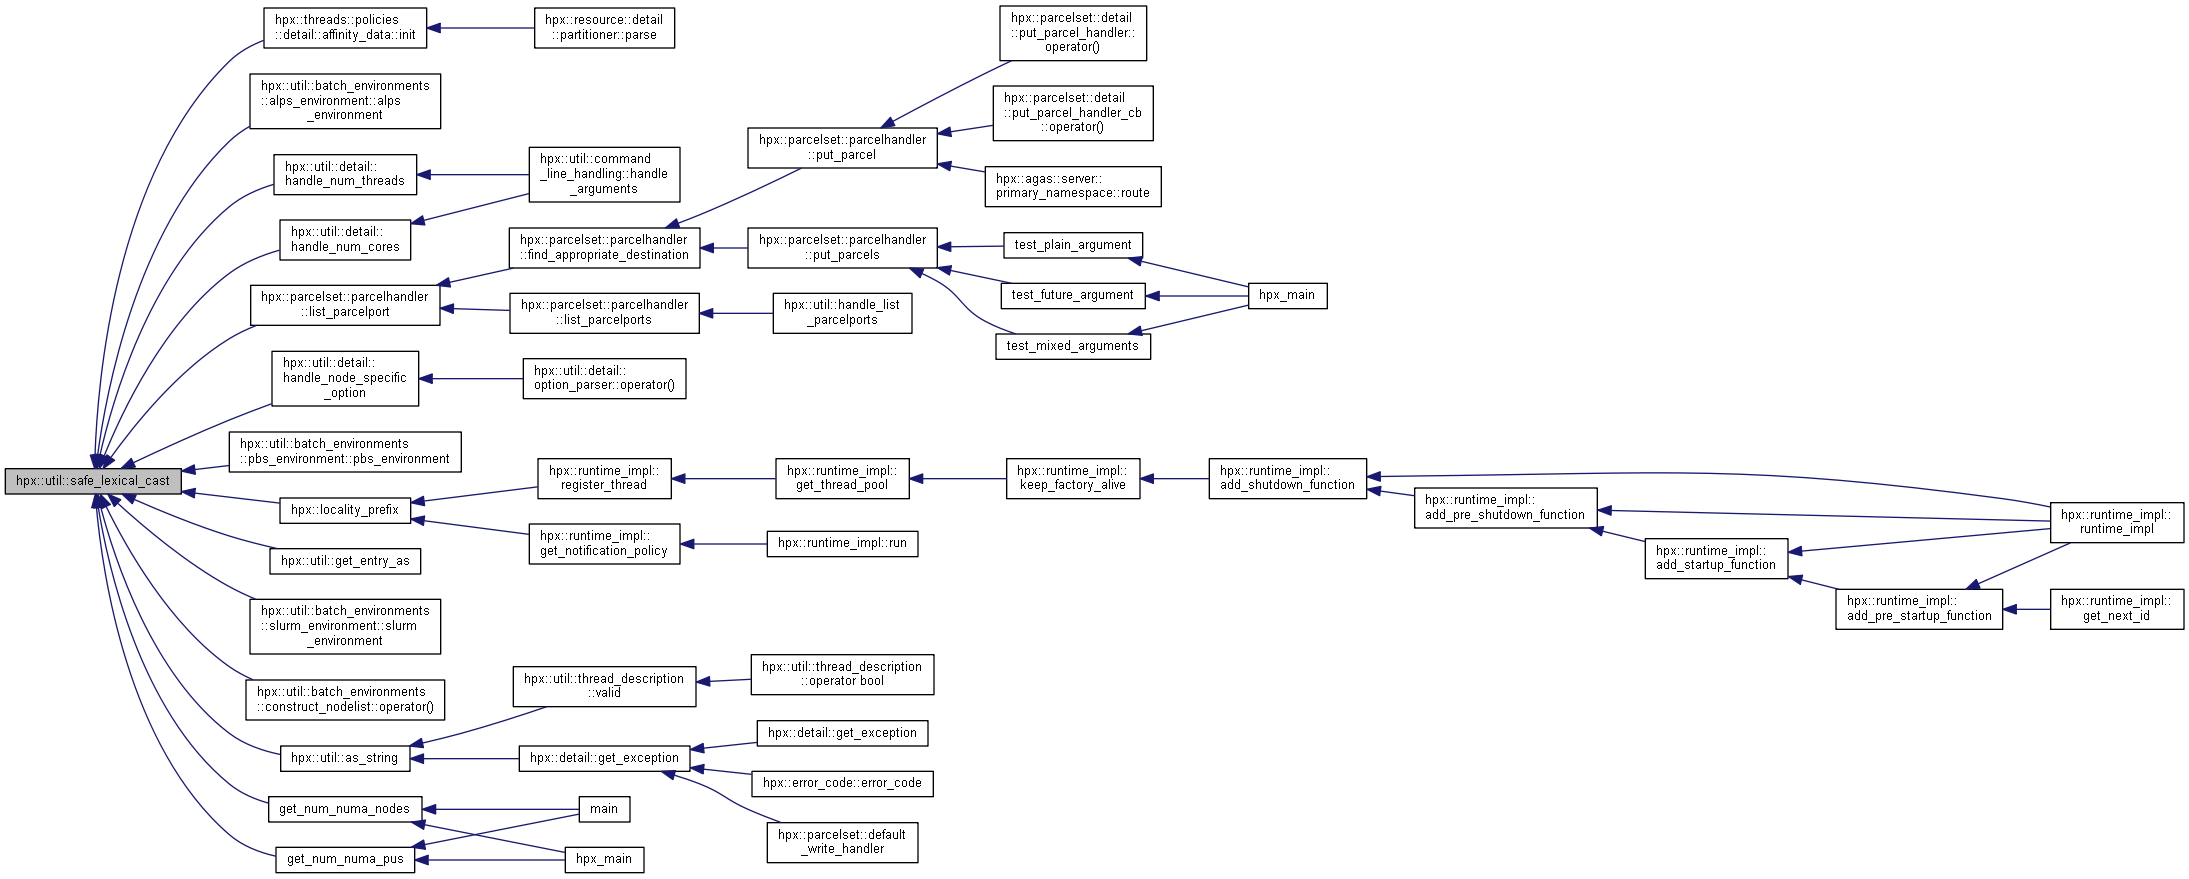 hpx::util::safe_lexical_cast
hpx::threads::policies
::detail::affinity_data::init
hpx::resource::detail
::partitioner::parse
hpx::util::batch_environments
::alps_environment::alps
_environment
hpx::util::detail::
handle_num_threads
hpx::util::command
_line_handling::handle
_arguments
hpx::util::detail::
handle_num_cores
hpx::parcelset::parcelhandler
::list_parcelport
hpx::parcelset::parcelhandler
::find_appropriate_destination
hpx::parcelset::parcelhandler
::put_parcel
hpx::parcelset::detail
::put_parcel_handler::
operator()
hpx::parcelset::detail
::put_parcel_handler_cb
::operator()
hpx::agas::server::
primary_namespace::route
hpx::parcelset::parcelhandler
::put_parcels
test_plain_argument
test_future_argument
test_mixed_arguments
hpx_main
hpx::parcelset::parcelhandler
::list_parcelports
hpx::util::handle_list
_parcelports
hpx::util::detail::
handle_node_specific
_option
hpx::util::detail::
option_parser::operator()
hpx::util::batch_environments
::pbs_environment::pbs_environment
hpx::locality_prefix
hpx::runtime_impl::
register_thread
hpx::runtime_impl::
get_thread_pool
hpx::runtime_impl::
keep_factory_alive
hpx::runtime_impl::
add_shutdown_function
hpx::runtime_impl::
add_pre_shutdown_function
hpx::runtime_impl::
add_startup_function
hpx::runtime_impl::
add_pre_startup_function
hpx::runtime_impl::
runtime_impl
hpx::runtime_impl::
get_next_id
hpx::runtime_impl::
get_notification_policy
hpx::runtime_impl::run
hpx::util::get_entry_as
hpx::util::batch_environments
::slurm_environment::slurm
_environment
hpx::util::batch_environments
::construct_nodelist::operator()
hpx::util::as_string
hpx::util::thread_description
::valid
hpx::util::thread_description
::operator bool
hpx::detail::get_exception
hpx::detail::get_exception
hpx::error_code::error_code
hpx::parcelset::default
_write_handler
get_num_numa_nodes
main
get_num_numa_pus
hpx_main